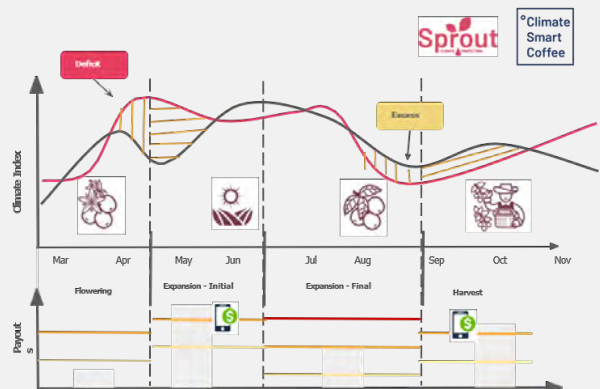 Sprout
°Climate
Smart
Coffee
Deficit
Excess
Climate Index
Mar Apr May Jun Jul Aug Sep Oct Nov
Flowering Expansion - Initial Expansion - Final Harvest
Payout
s
$
$